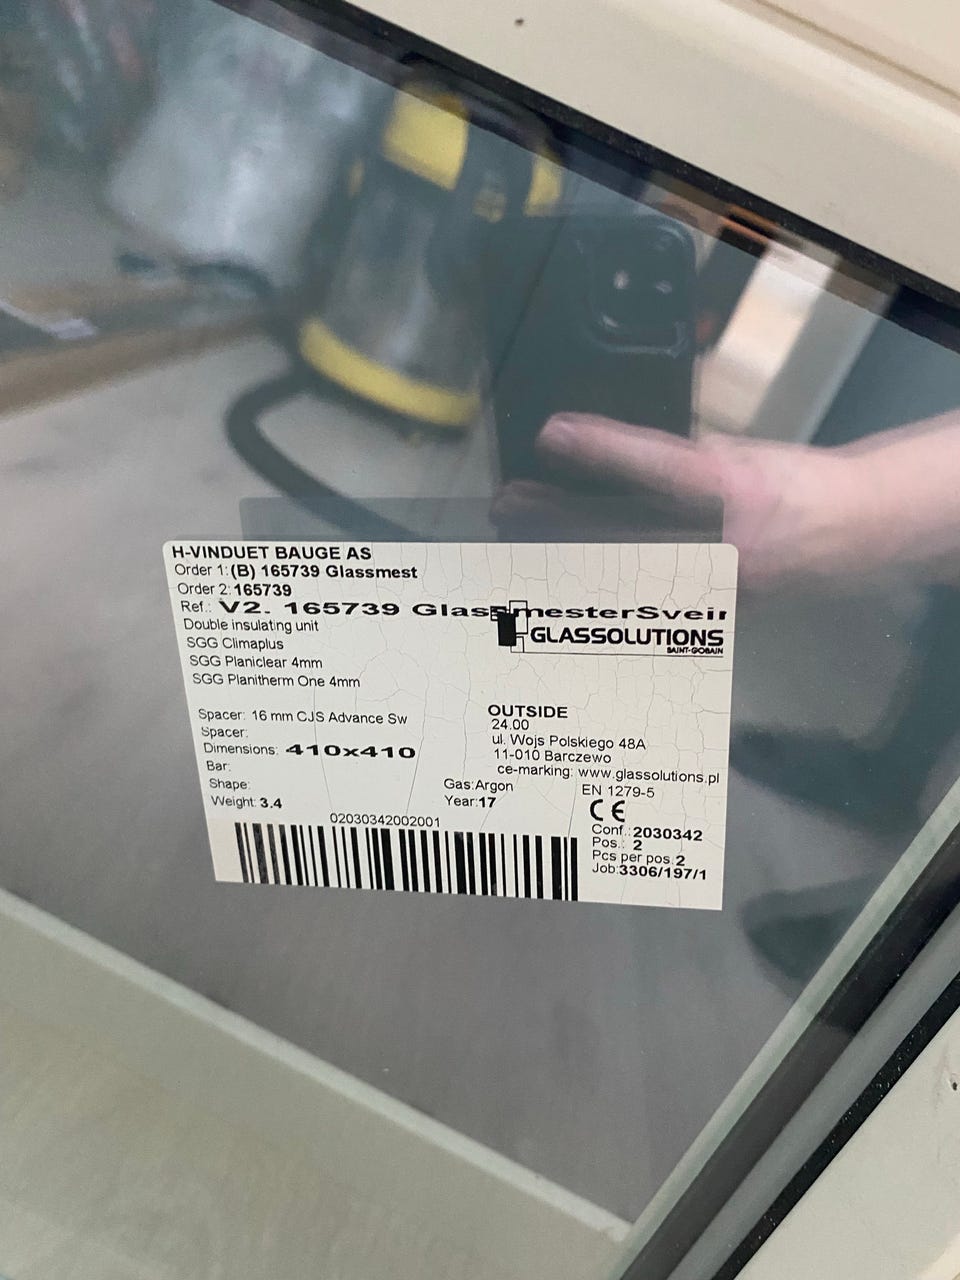 H-VINDUET BAUGE AS
Order 1:(B) 165739 Glassmest
Order 2:165739
Ref.: V2. 165739 GlassmesterSvein
Double insulating unit
GLASSOLUTIONS
SAINT-GOBAIN
SGG Climaplus
SGG Planiclear 4mm
SGG Planitherm One 4mm
Spacer: 16 mm CJS Advance Sw
Spacer:
Dimensions: 410x410
Bar:
Shape:
Weight: 3.4
OUTSIDE
24.00
ul. Wojs Polskiego 48A
11-010 Barczewo
ce-marking: www.glassolutions.pl
Gas:Argon
Year:17
EN 1279-5
CE
02030342002001
Conf.:2030342
Pos.: 2
Pcs per pos.2
Job:3306/197/1